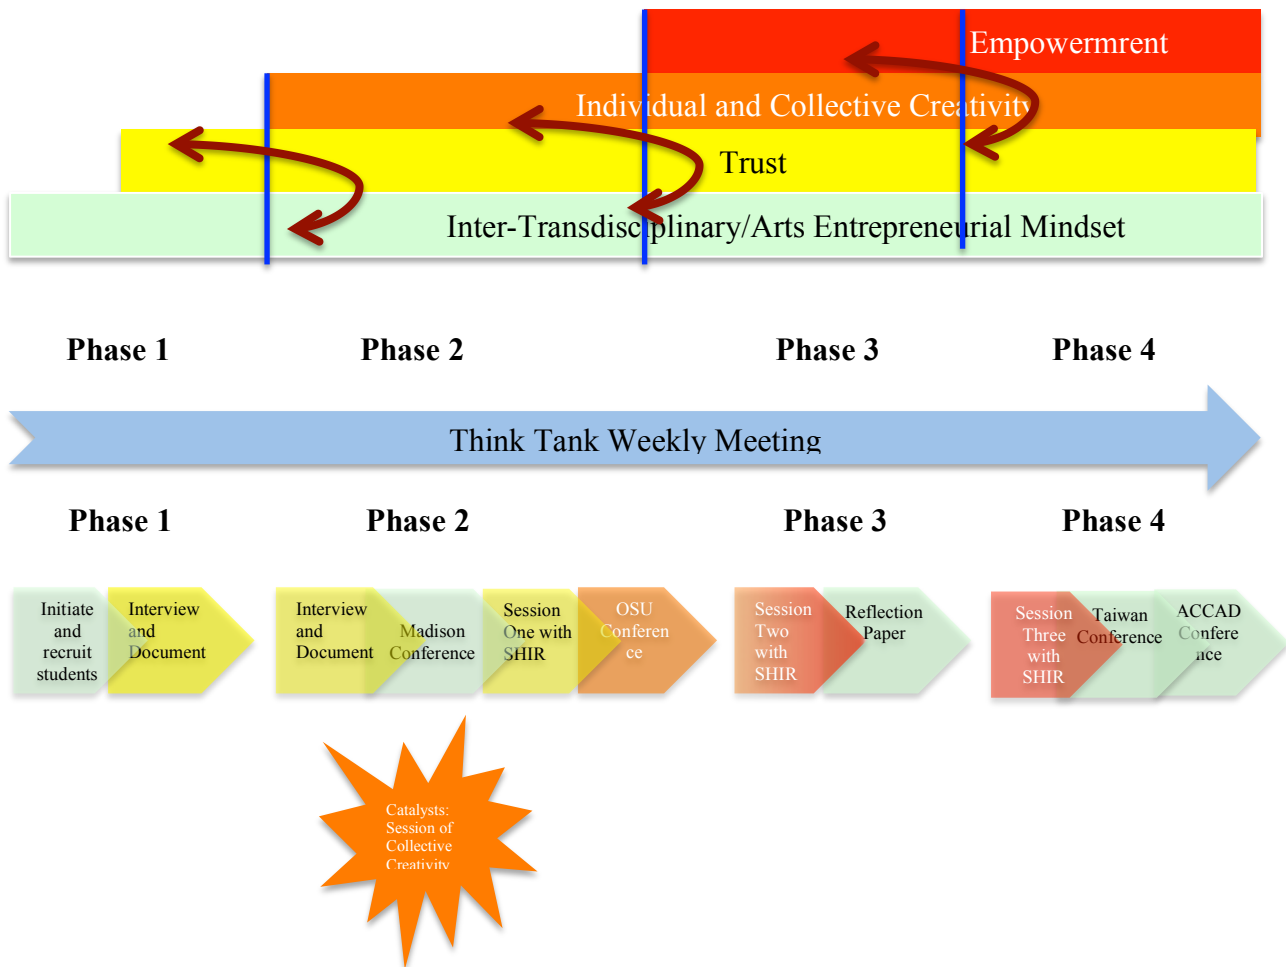 Empowermrent
Individual and Collective Creativity
Trust
Inter-Transdisciplinary/Arts Entrepreneurial Mindset
Phase 1
Phase 2
Phase 3
Phase 4
Think Tank Weekly Meeting
Phase 1
Phase 2
Phase 3
Phase 4
Initiate
and
recruit
students
Interview
and
Document
Interview
and
Document
Madison
Conference
Session
One with
SHIR
OSU
Conferen
ce
Session
Two
with
SHIR
Reflection
Paper
Session
Three
with
SHIR
Taiwan
Conference
ACCAD
Confere
nce
Catalysts:
Session of
Collective
Creativity